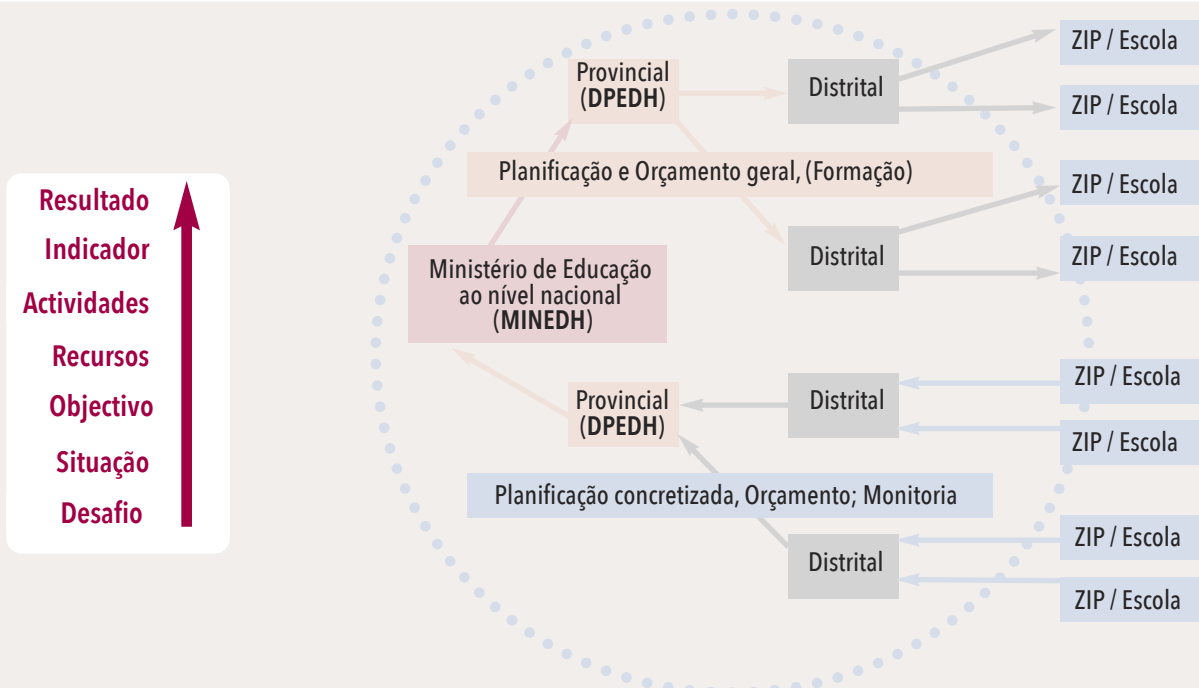 Resultado
Indicador
Actividades
Recursos
Objectivo
Situação
Desafio
Provincial
(DPEDH)
Distrital
ZIP / Escola
ZIP / Escola
Planificação e Orçamento geral, (Formação)
Distrital
ZIP / Escola
ZIP / Escola
Ministério de Educação
ao nível nacional
(MINEDH)
Provincial
(DPEDH)
Distrital
ZIP / Escola
ZIP / Escola
Planificação concretizada, Orçamento; Monitoria
Distrital
ZIP / Escola
ZIP / Escola